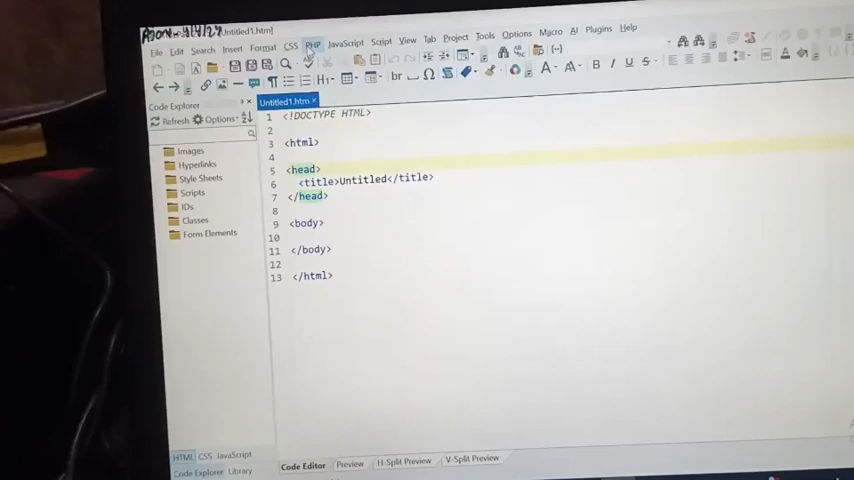 Untitled1.htm]
File Edit Search Insert Format CSS PHP JavaScript Script View Tab Project Tools Options Macro AI Plugins Help
H1 br Ω A A B I U
Code Explorer
Untitled1.htm ×
Refresh Options
Images
Hyperlinks
Style Sheets
Scripts
IDs
Classes
Form Elements
1 <!DOCTYPE HTML>
2
3 <html>
4
5 <head>
6 <title>Untitled</title>
7 </head>
8
9 <body>
10
11 </body>
12
13 </html>
HTML CSS JavaScript
Code Explorer Library
Code Editor Preview H-Split Preview V-Split Preview